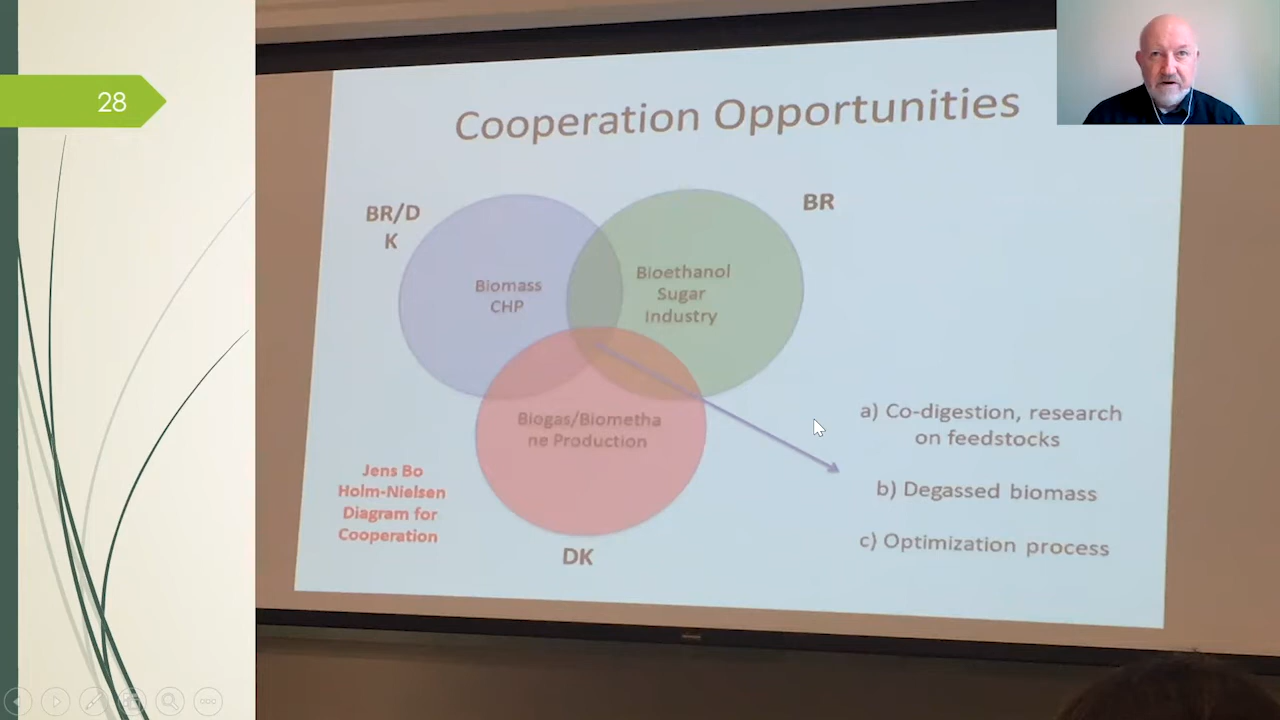 28
Cooperation Opportunities
BR/D
K
BR
Biomass
CHP
Bioethanol
Sugar
Industry
Biogas/Biometha
ne Production
a) Co-digestion, research
on feedstocks
b) Degassed biomass
c) Optimization process
Jens Bo
Holm-Nielsen
Diagram for
Cooperation
DK